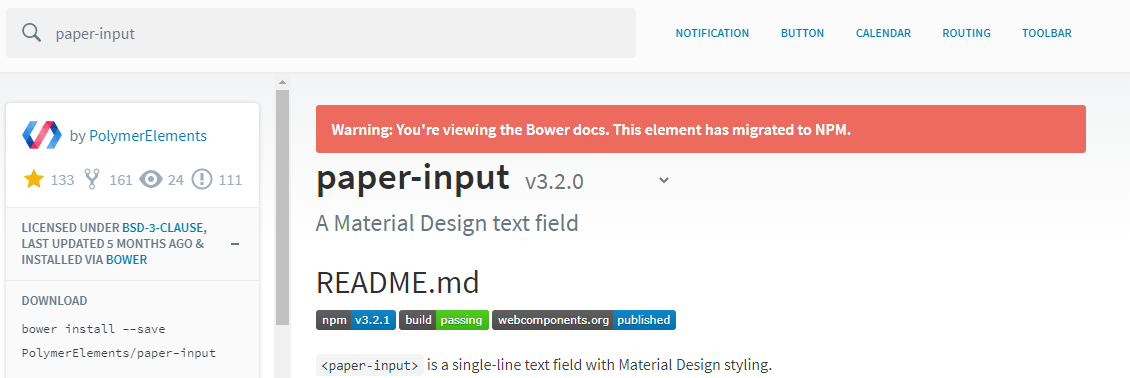 paper-input
NOTIFICATION BUTTON CALENDAR ROUTING TOOLBAR
by PolymerElements
133 161 24 111
LICENSED UNDER BSD-3-CLAUSE,
LAST UPDATED 5 MONTHS AGO &
INSTALLED VIA BOWER
DOWNLOAD
bower install --save
PolymerElements/paper-input
Warning: You're viewing the Bower docs. This element has migrated to NPM.
paper-input v3.2.0
A Material Design text field
README.md
npm v3.2.1 build passing webcomponents.org published
<paper-input> is a single-line text field with Material Design styling.